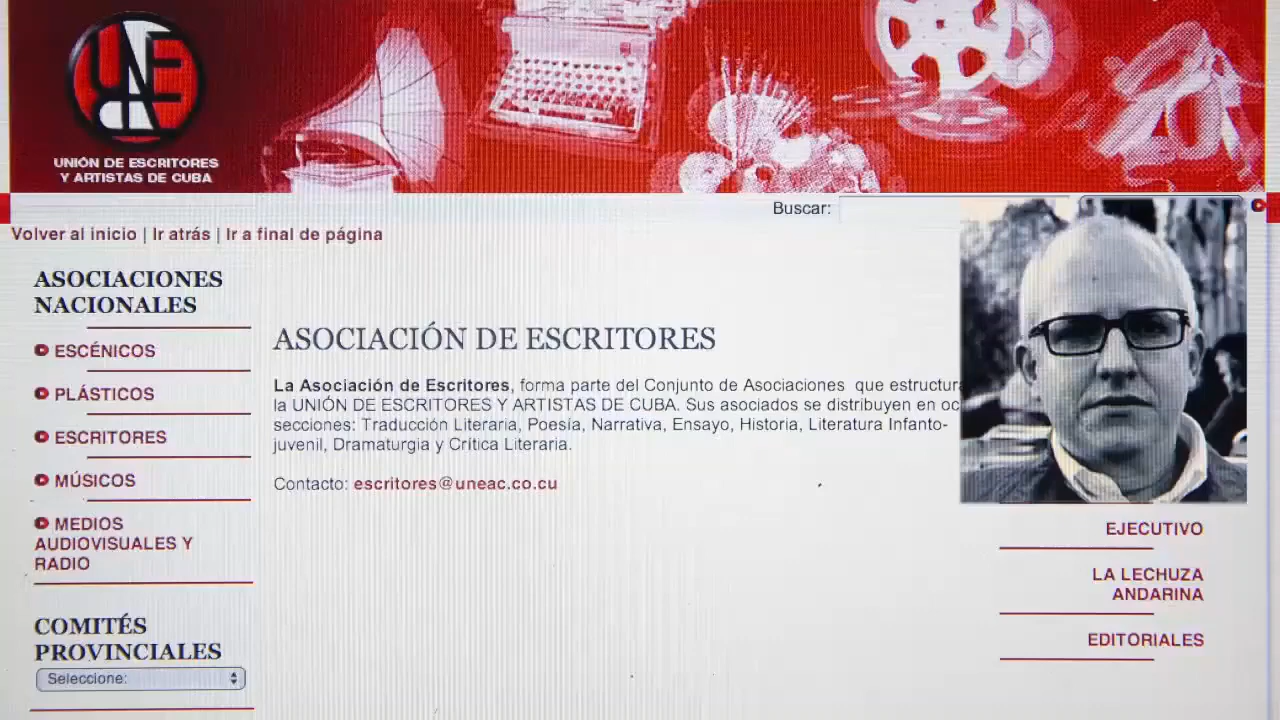 UNIÓN DE ESCRITORES
Y ARTISTAS DE CUBA
Buscar:
Volver al inicio | Ir atrás | Ir a final de página
ASOCIACIONES
NACIONALES
ESCÉNICOS
PLÁSTICOS
ESCRITORES
MÚSICOS
MEDIOS
AUDIOVISUALES Y
RADIO
COMITÉS
PROVINCIALES
Seleccione:
ASOCIACIÓN DE ESCRITORES
La Asociación de Escritores, forma parte del Conjunto de Asociaciones que estructura
la UNIÓN DE ESCRITORES Y ARTISTAS DE CUBA. Sus asociados se distribuyen en oc
secciones: Traducción Literaria, Poesía, Narrativa, Ensayo, Historia, Literatura Infanto-
juvenil, Dramaturgia y Crítica Literaria.
Contacto: escritores@uneac.co.cu
EJECUTIVO
LA LECHUZA
ANDARINA
EDITORIALES